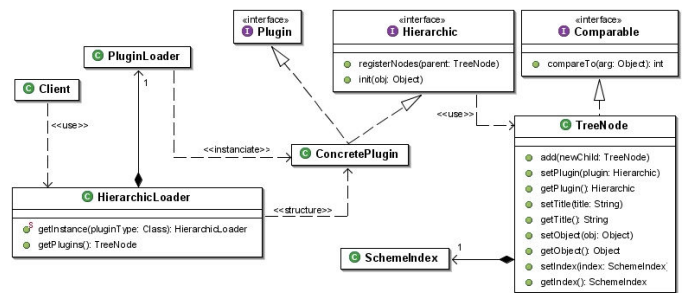 «interface»
Plugin
«interface»
Hierarchic
registerNodes(parent: TreeNode)
init(obj: Object)
«interface»
Comparable
compareTo(arg: Object): int
PluginLoader
Client
1
<<use>>
<<use>>
<<instanciate>>
ConcretePlugin
TreeNode
add(newChild: TreeNode)
setPlugin(plugin: Hierarchic)
getPlugin(): Hierarchic
setTitle(title: String)
getTitle(): String
setObject(obj: Object)
getObject(): Object
setIndex(index: SchemeIndex)
getIndex(): SchemeIndex
HierarchicLoader
S
getInstance(pluginType: Class): HierarchicLoader
getPlugins(): TreeNode
<<structure>>
SchemeIndex
1